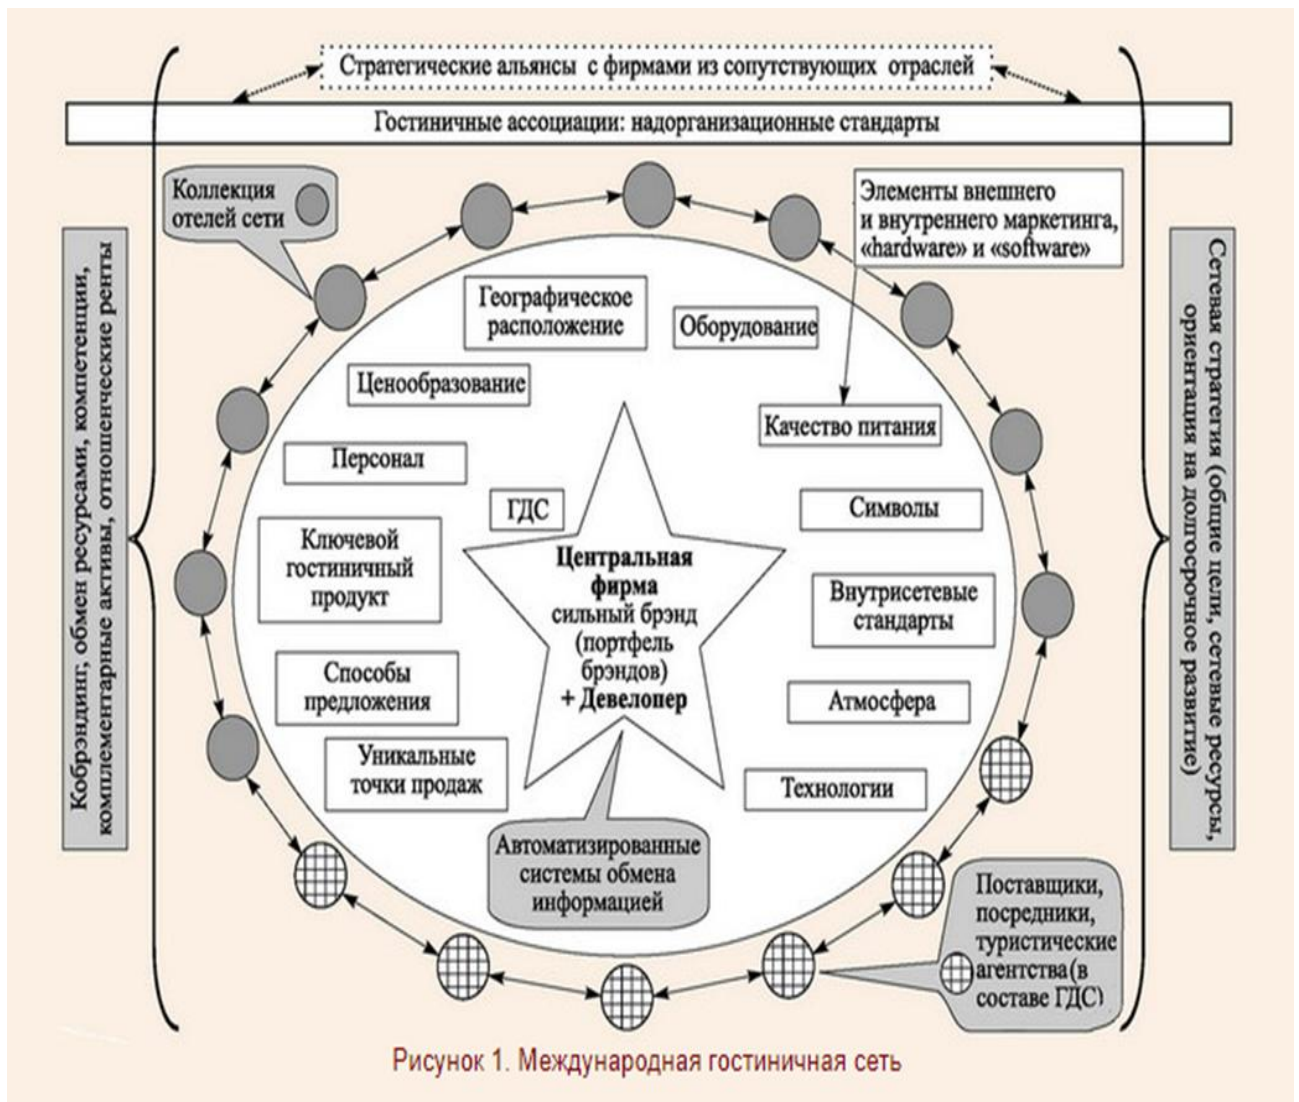 Стратегические альянсы с фирмами из сопутствующих отраслей
Гостиничные ассоциации: надорганизационные стандарты
Коллекция
отелей сети
Элементы внешнего
и внутреннего маркетинга,
«hardware» и «software»
Кобрэндинг, обмен ресурсами, компетенции,
комплементарные активы, отношенческие ренты
Сетевая стратегия (общие цели, сетевые ресурсы,
ориентация на долгосрочное развитие)
Географическое
расположение
Оборудование
Ценообразование
Качество питания
Персонал
ГДС
Символы
Ключевой
гостиничный
продукт
Центральная
фирма
сильный брэнд
(портфель
брэндов)
+ Девелопер
Внутрисетевые
стандарты
Способы
предложения
Атмосфера
Уникальные
точки продаж
Технологии
Автоматизированные
системы обмена
информацией
Поставщики,
посредники,
туристические
агентства(в
составе ГДС)
Рисунок 1. Международная гостиничная сеть